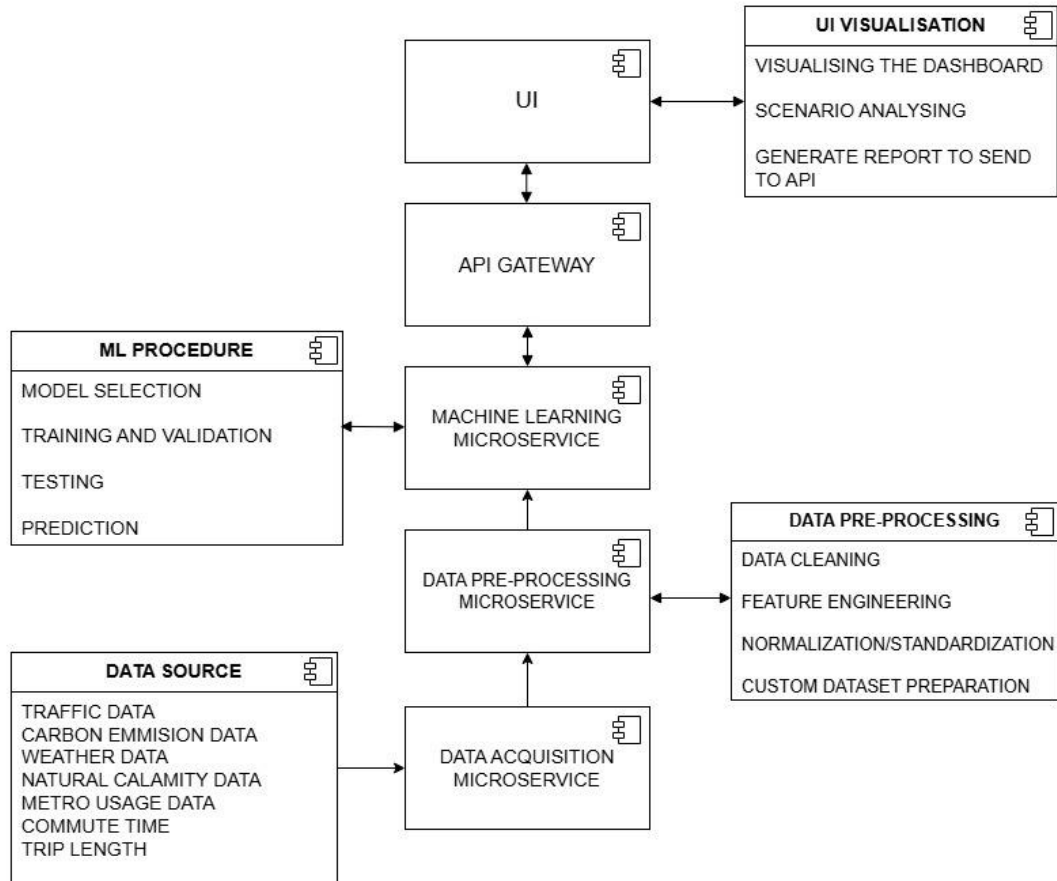 UI VISUALISATION
VISUALISING THE DASHBOARD
SCENARIO ANALYSING
GENERATE REPORT TO SEND
TO API
UI
API GATEWAY
ML PROCEDURE
MODEL SELECTION
TRAINING AND VALIDATION
TESTING
PREDICTION
MACHINE LEARNING
MICROSERVICE
DATA PRE-PROCESSING
MICROSERVICE
DATA PRE-PROCESSING
DATA CLEANING
FEATURE ENGINEERING
NORMALIZATION/STANDARDIZATION
CUSTOM DATASET PREPARATION
DATA SOURCE
TRAFFIC DATA
CARBON EMMISION DATA
WEATHER DATA
NATURAL CALAMITY DATA
METRO USAGE DATA
COMMUTE TIME
TRIP LENGTH
DATA ACQUISITION
MICROSERVICE